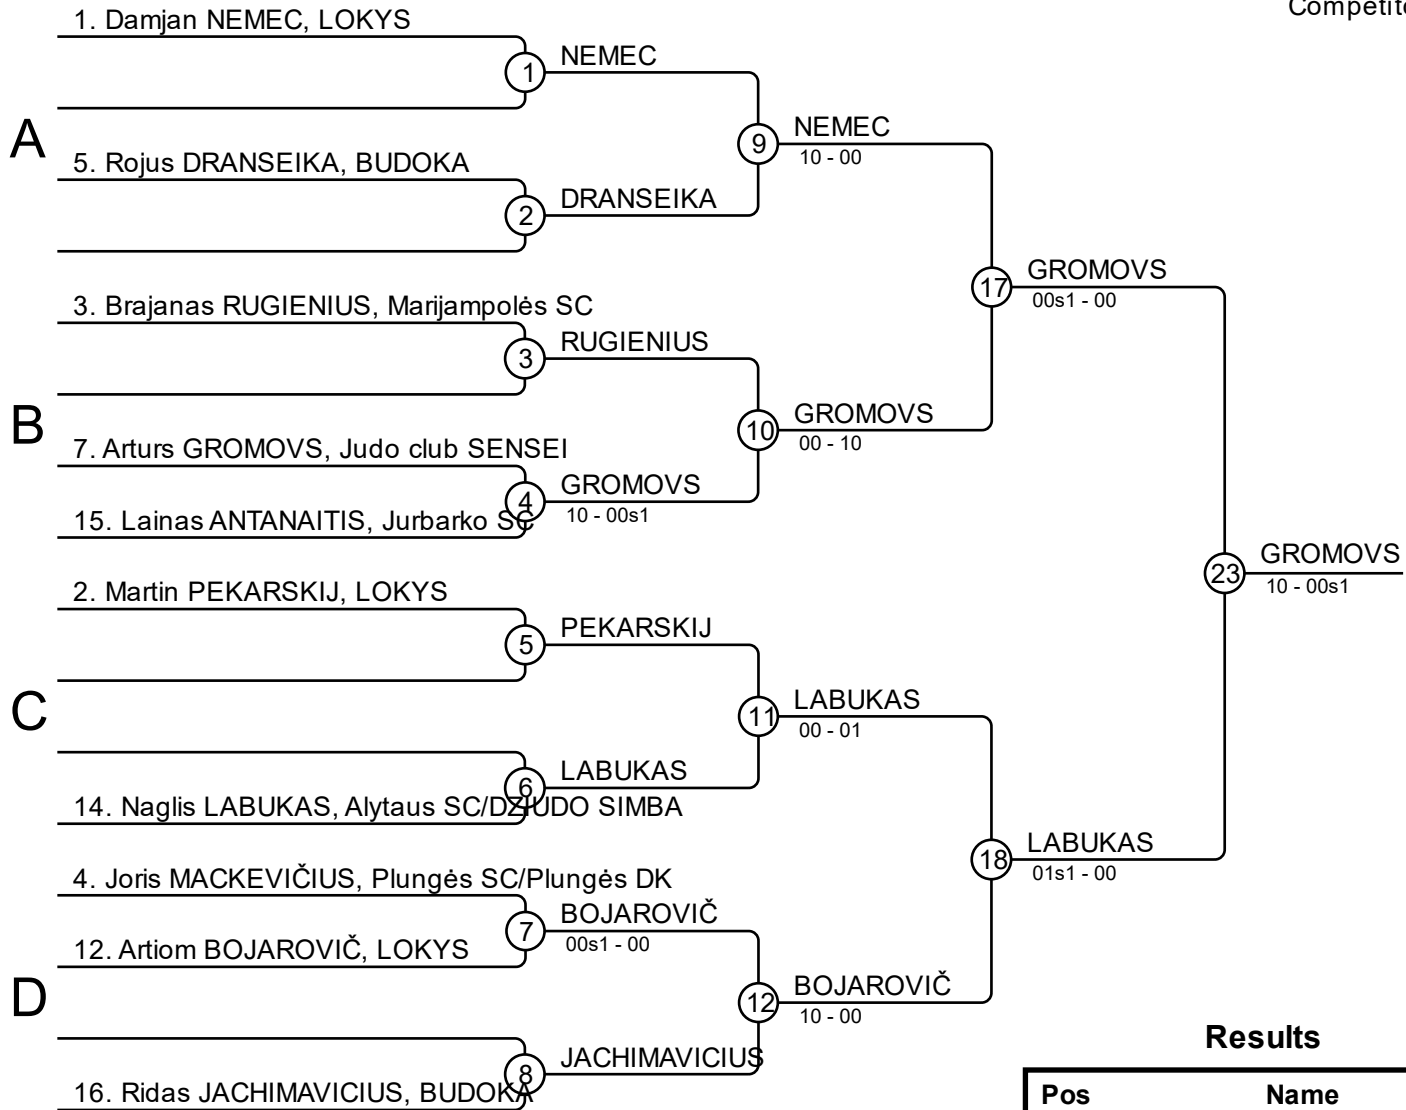 Competit
1. Damjan NEMEC, LOKYS
1
NEMEC
A
9
NEMEC
10 - 00
5. Rojus DRANSEIKA, BUDOKA
2
DRANSEIKA
17
GROMOVS
00s1 - 00
3. Brajanas RUGIENIUS, Marijampolės SC
3
RUGIENIUS
B
10
GROMOVS
00 - 10
7. Arturs GROMOVS, Judo club SENSEI
4
GROMOVS
10 - 00s1
15. Lainas ANTANAITIS, Jurbarko SC
23
GROMOVS
10 - 00s1
2. Martin PEKARSKIJ, LOKYS
5
PEKARSKIJ
C
11
LABUKAS
00 - 01
6
LABUKAS
14. Naglis LABUKAS, Alytaus SC/DZIUDO SIMBA
18
LABUKAS
01s1 - 00
4. Joris MACKEVIČIUS, Plungės SC/Plungės DK
7
BOJAROVIČ
00s1 - 00
12. Artiom BOJAROVIČ, LOKYS
D
12
BOJAROVIČ
10 - 00
8
JACHIMAVICIUS
16. Ridas JACHIMAVICIUS, BUDOKA
Results
Pos Name